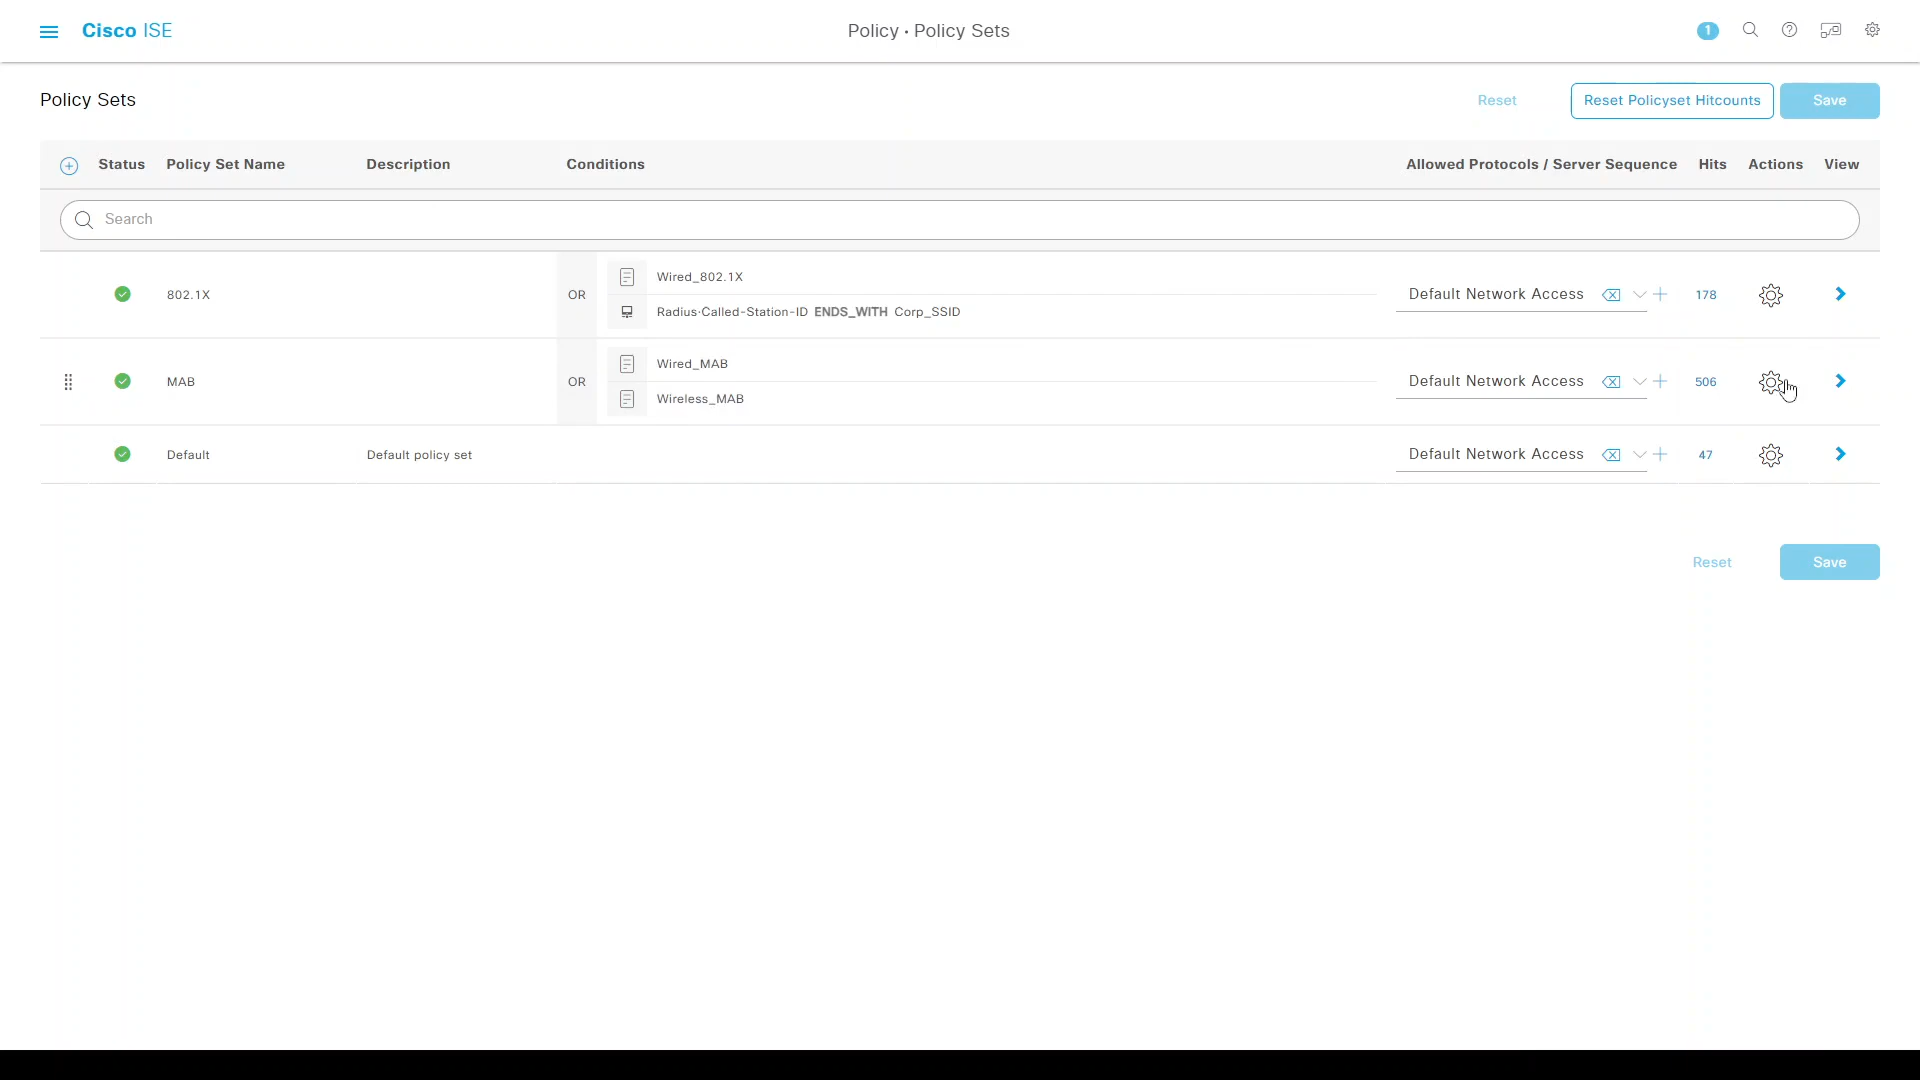 Cisco ISE
Policy · Policy Sets
1
Policy Sets
Reset
Reset Policyset Hitcounts
Save
Status Policy Set Name Description Conditions Allowed Protocols / Server Sequence Hits Actions View
Search
802.1X
OR
Wired_802.1X
Radius·Called-Station-ID ENDS_WITH Corp_SSID
Default Network Access
178
MAB
OR
Wired_MAB
Wireless_MAB
Default Network Access
506
Default
Default policy set
Default Network Access
47
Reset
Save